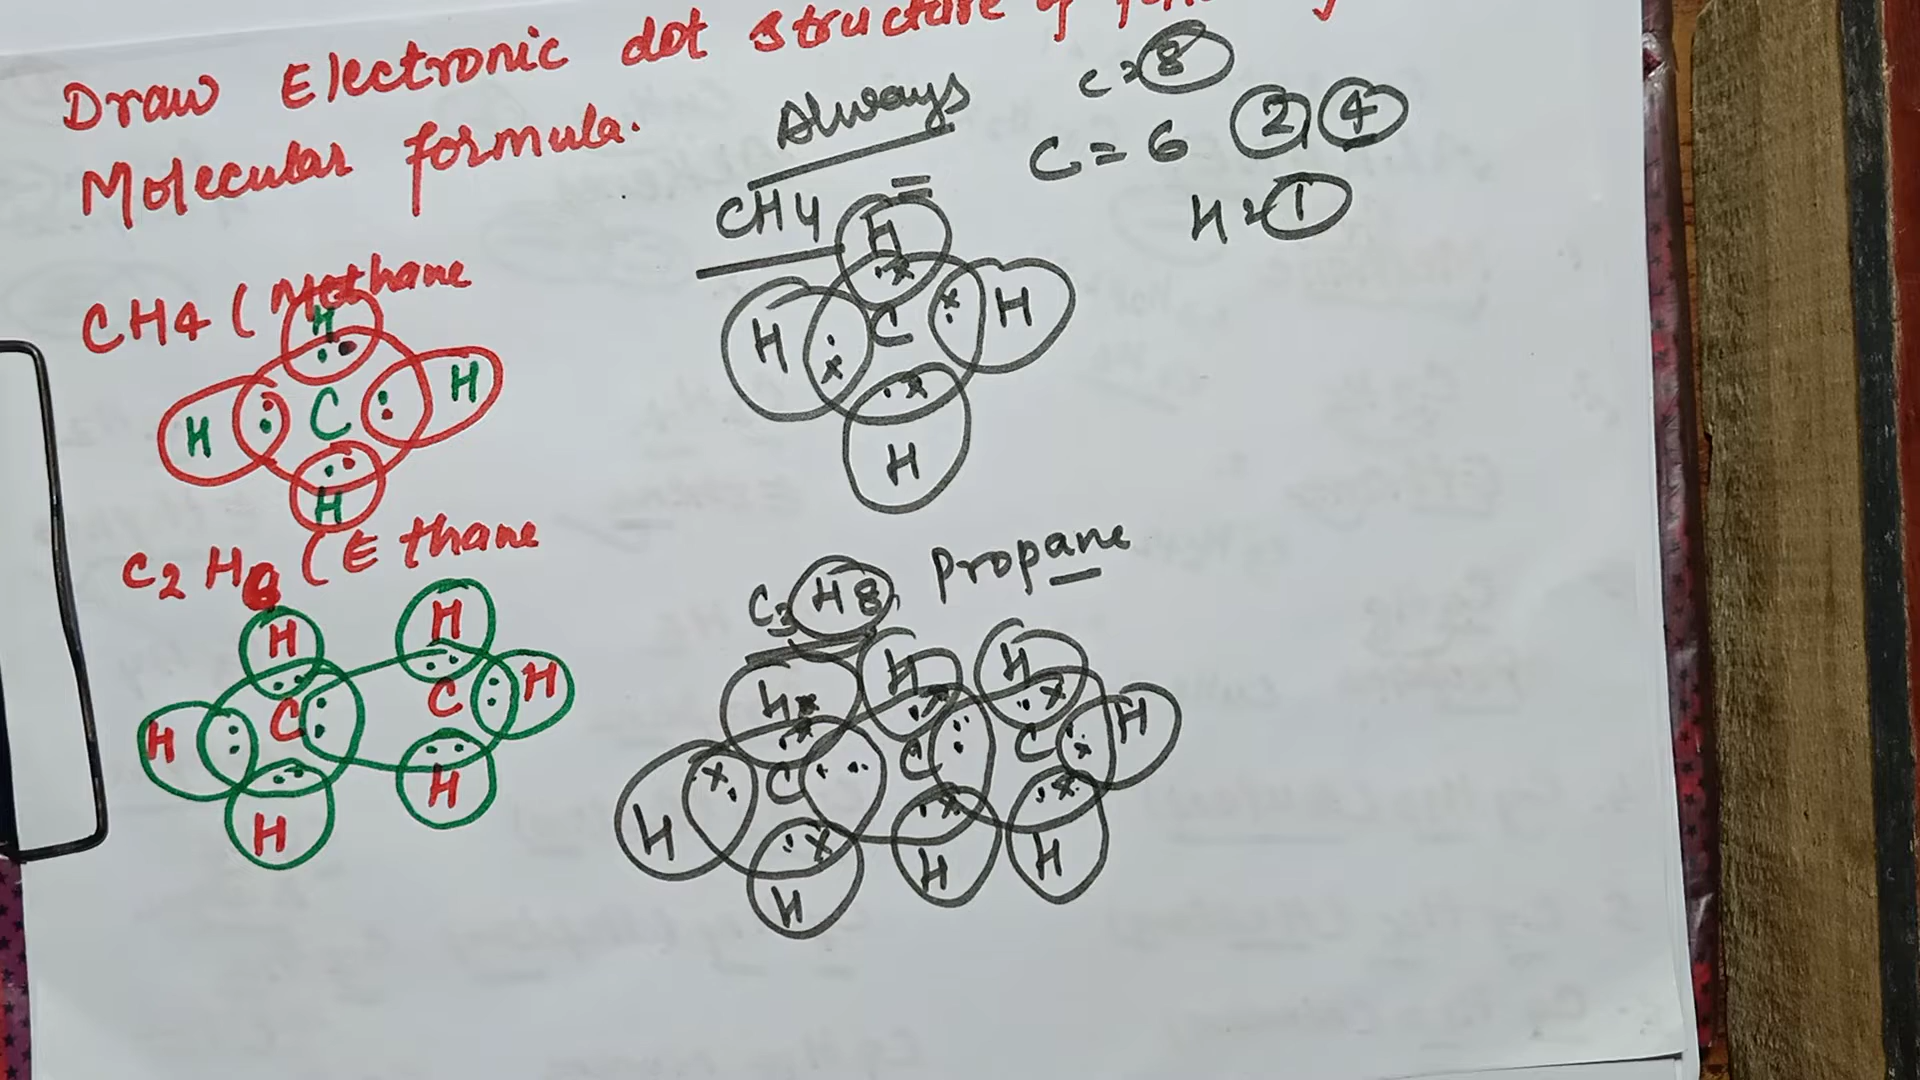 Draw Electronic dot structure of
Molecular formula.
Always
C = 8
C = 6 2, 4
H = 1
CH4 (Methane
H
H C H
H
CH4
H
H C H
H
C2 H6 (Ethane
H H
H C C H
H H
C3 H8, Propane
H H H
H C C C H
H H H